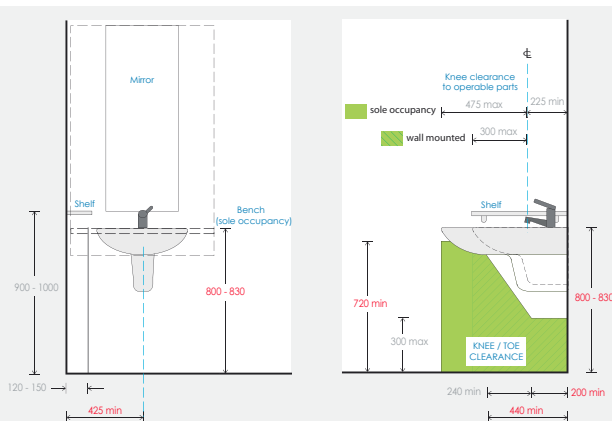 Mirror
Shelf
Bench
(sole occupancy)
900 - 1000
800 - 830
120 - 150
425 min
℄
Knee clearance
to operable parts
sole occupancy
475 max
225 min
wall mounted
300 max
Shelf
720 min
800 - 830
300 max
KNEE / TOE
CLEARANCE
240 min
200 min
440 min